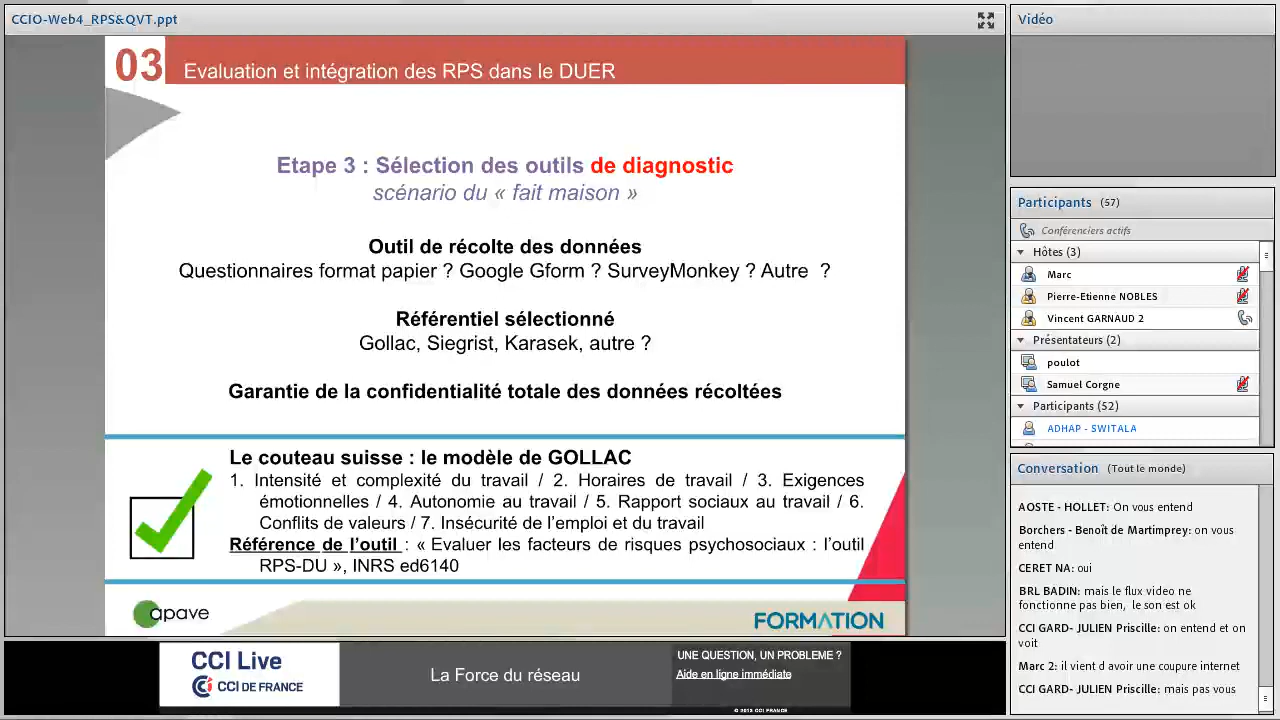 CCIO-Web4_RPS&QVT.ppt
03
Evaluation et intégration des RPS dans le DUER
Etape 3 : Sélection des outils de diagnostic
scénario du « fait maison »
Outil de récolte des données
Questionnaires format papier ? Google Gform ? SurveyMonkey ? Autre ?
Référentiel sélectionné
Gollac, Siegrist, Karasek, autre ?
Garantie de la confidentialité totale des données récoltées
Le couteau suisse : le modèle de GOLLAC
1. Intensité et complexité du travail / 2. Horaires de travail / 3. Exigences
émotionnelles / 4. Autonomie au travail / 5. Rapport sociaux au travail / 6.
Conflits de valeurs / 7. Insécurité de l'emploi et du travail
Référence de l'outil : « Evaluer les facteurs de risques psychosociaux : l'outil
RPS-DU », INRS ed6140
apave
FORMATION
CCI Live
CCI DE FRANCE
La Force du réseau
UNE QUESTION, UN PROBLEME ?
Aide en ligne immédiate
© 2013 CCI FRANCE
Vidéo
Participants (57)
Conférenciers actifs
Hôtes (3)
Marc
Pierre-Etienne NOBLES
Vincent GARNAUD 2
Présentateurs (2)
poulot
Samuel Corgne
Participants (52)
ADHAP - SWITALA
Conversation (Tout le monde)
AOSTE - HOLLET: On vous entend
Porcher - Benoît de Martimprey: on vous
entend
CERET NA: oui
BRL BADIN: mais le flux video ne
fonctionne pas bien, le son est ok
CCI GARD- JULIEN Priscille: on entend et on
voit
Marc 2: il vient d avoir une coupure internet
CCI GARD- JULIEN Priscille: mais pas vous